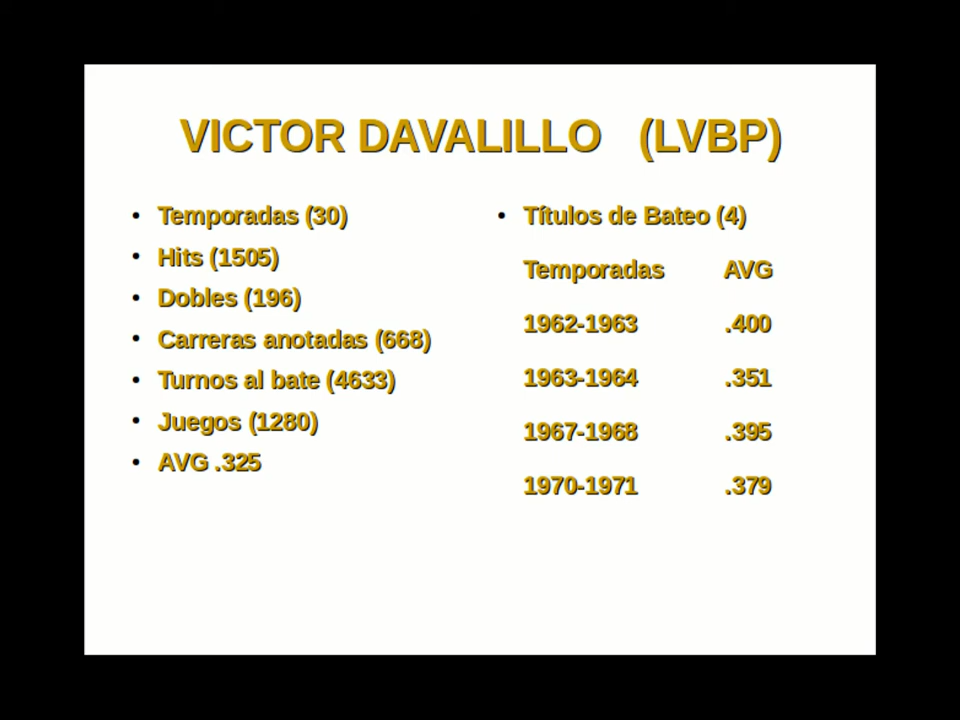 VICTOR DAVALILLO (LVBP)
• Temporadas (30)
• Hits (1505)
• Dobles (196)
• Carreras anotadas (668)
• Turnos al bate (4633)
• Juegos (1280)
• AVG .325
• Títulos de Bateo (4)
Temporadas AVG
1962-1963 .400
1963-1964 .351
1967-1968 .395
1970-1971 .379